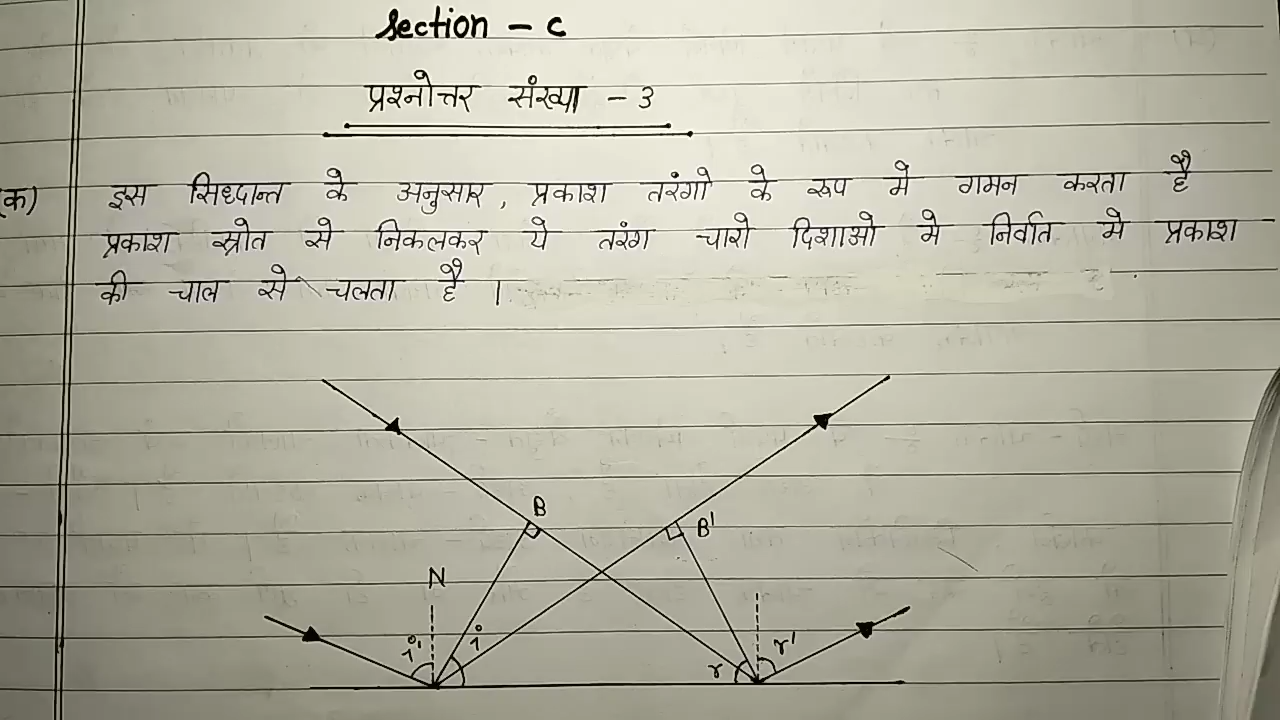 Section - C
प्रश्नोत्तर संख्या - 3
(क) इस सिध्दान्त के अनुसार, प्रकाश तरंगो के रूप मे गमन करता है
प्रकाश स्रोत से निकलकर ये तरंग चारो दिशाओ मे निर्वात मे प्रकाश
की चाल से चलता है ।
B
B'
N
i'
i
r
r'